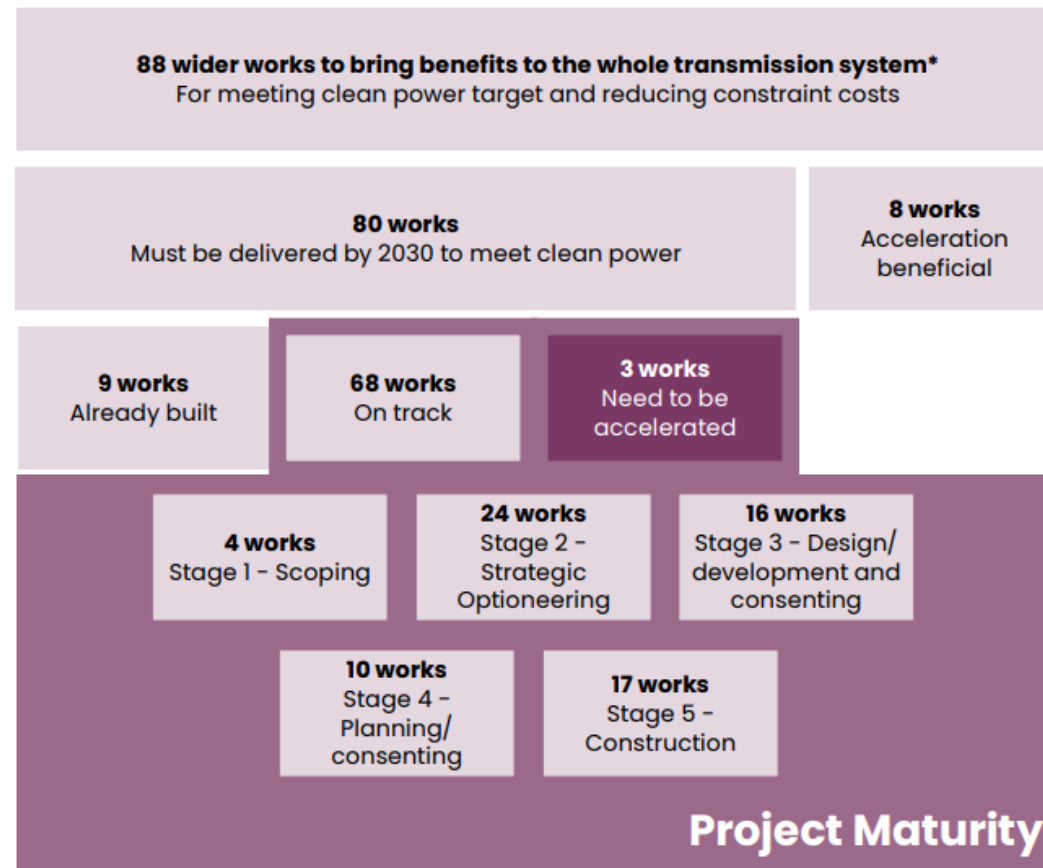 88 wider works to bring benefits to the whole transmission system*
For meeting clean power target and reducing constraint costs
80 works
Must be delivered by 2030 to meet clean power
8 works
Acceleration
beneficial
9 works
Already built
68 works
On track
3 works
Need to be
accelerated
4 works
Stage 1 - Scoping
24 works
Stage 2 -
Strategic
Optioneering
16 works
Stage 3 - Design/
development and
consenting
10 works
Stage 4 -
Planning/
consenting
17 works
Stage 5 -
Construction
Project Maturity